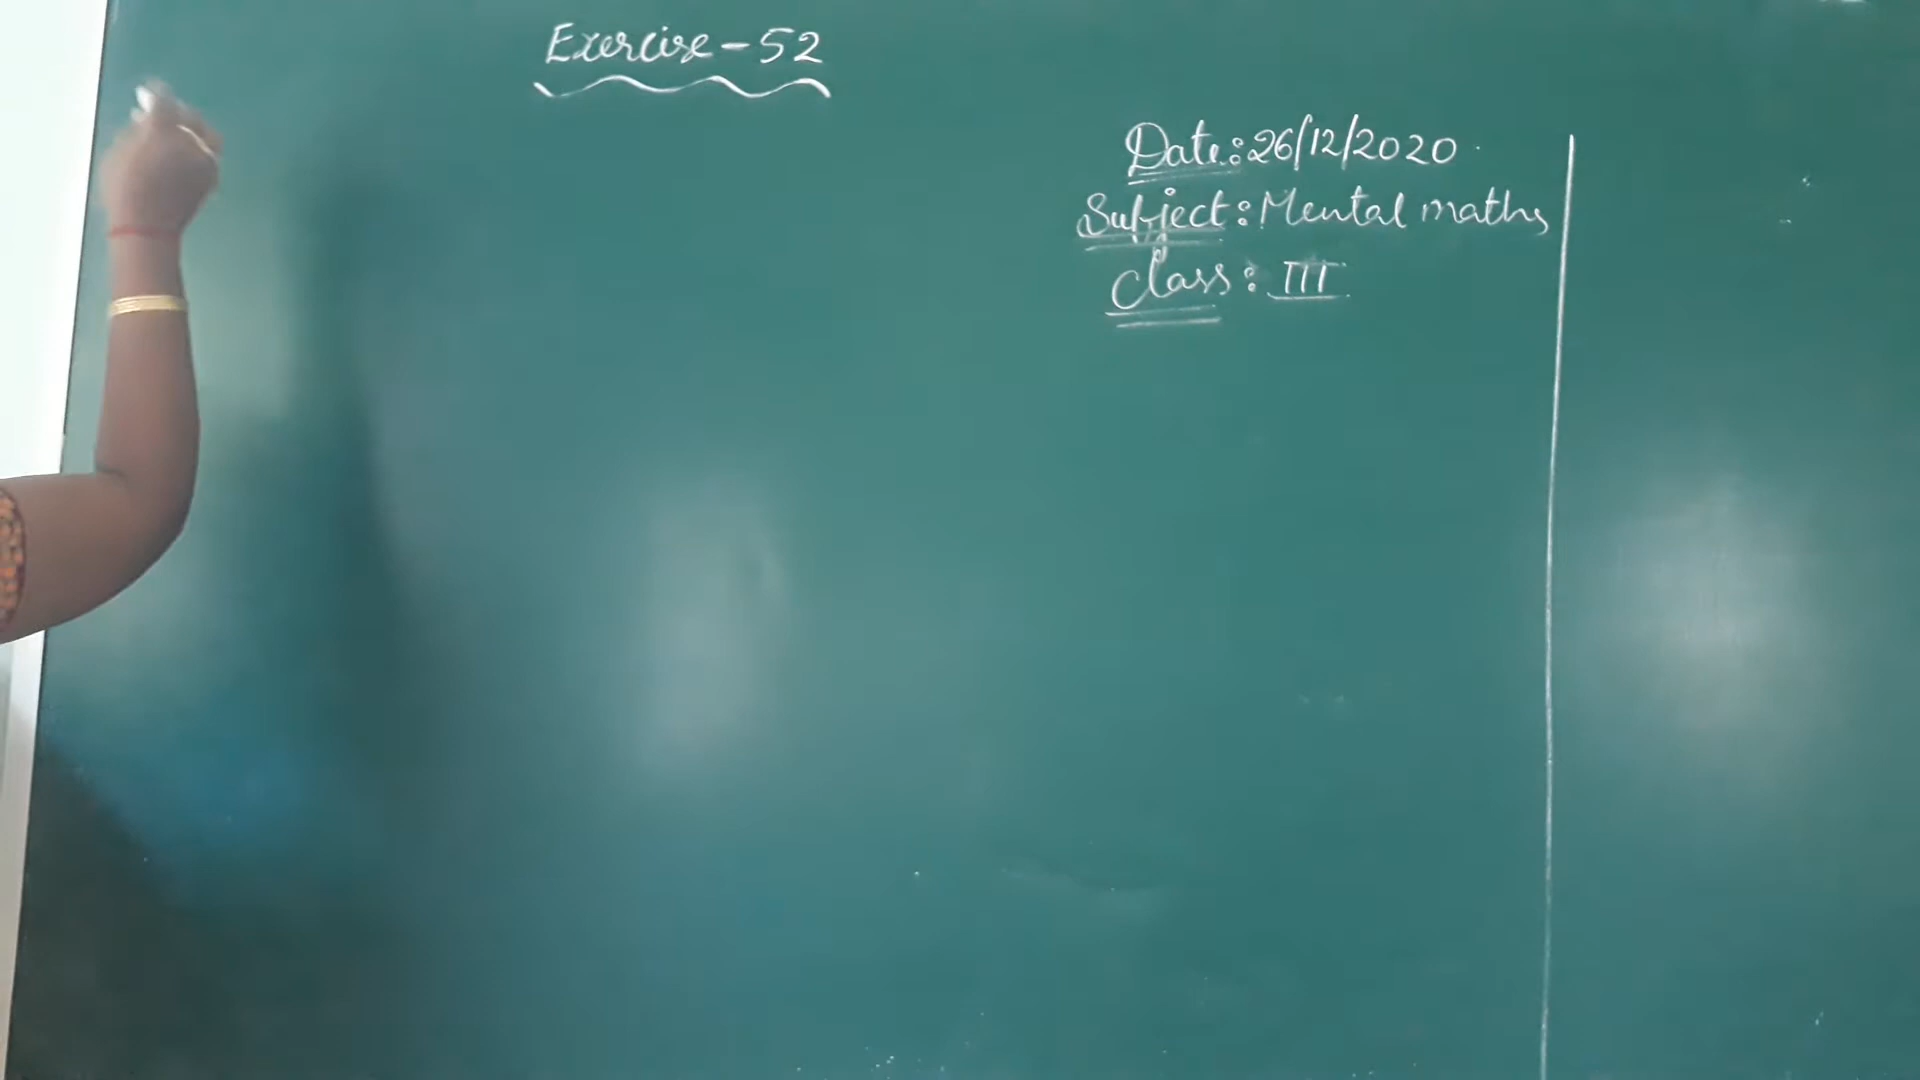 Exercise - 52
Date: 26/12/2020
Subject: Mental maths
Class: III